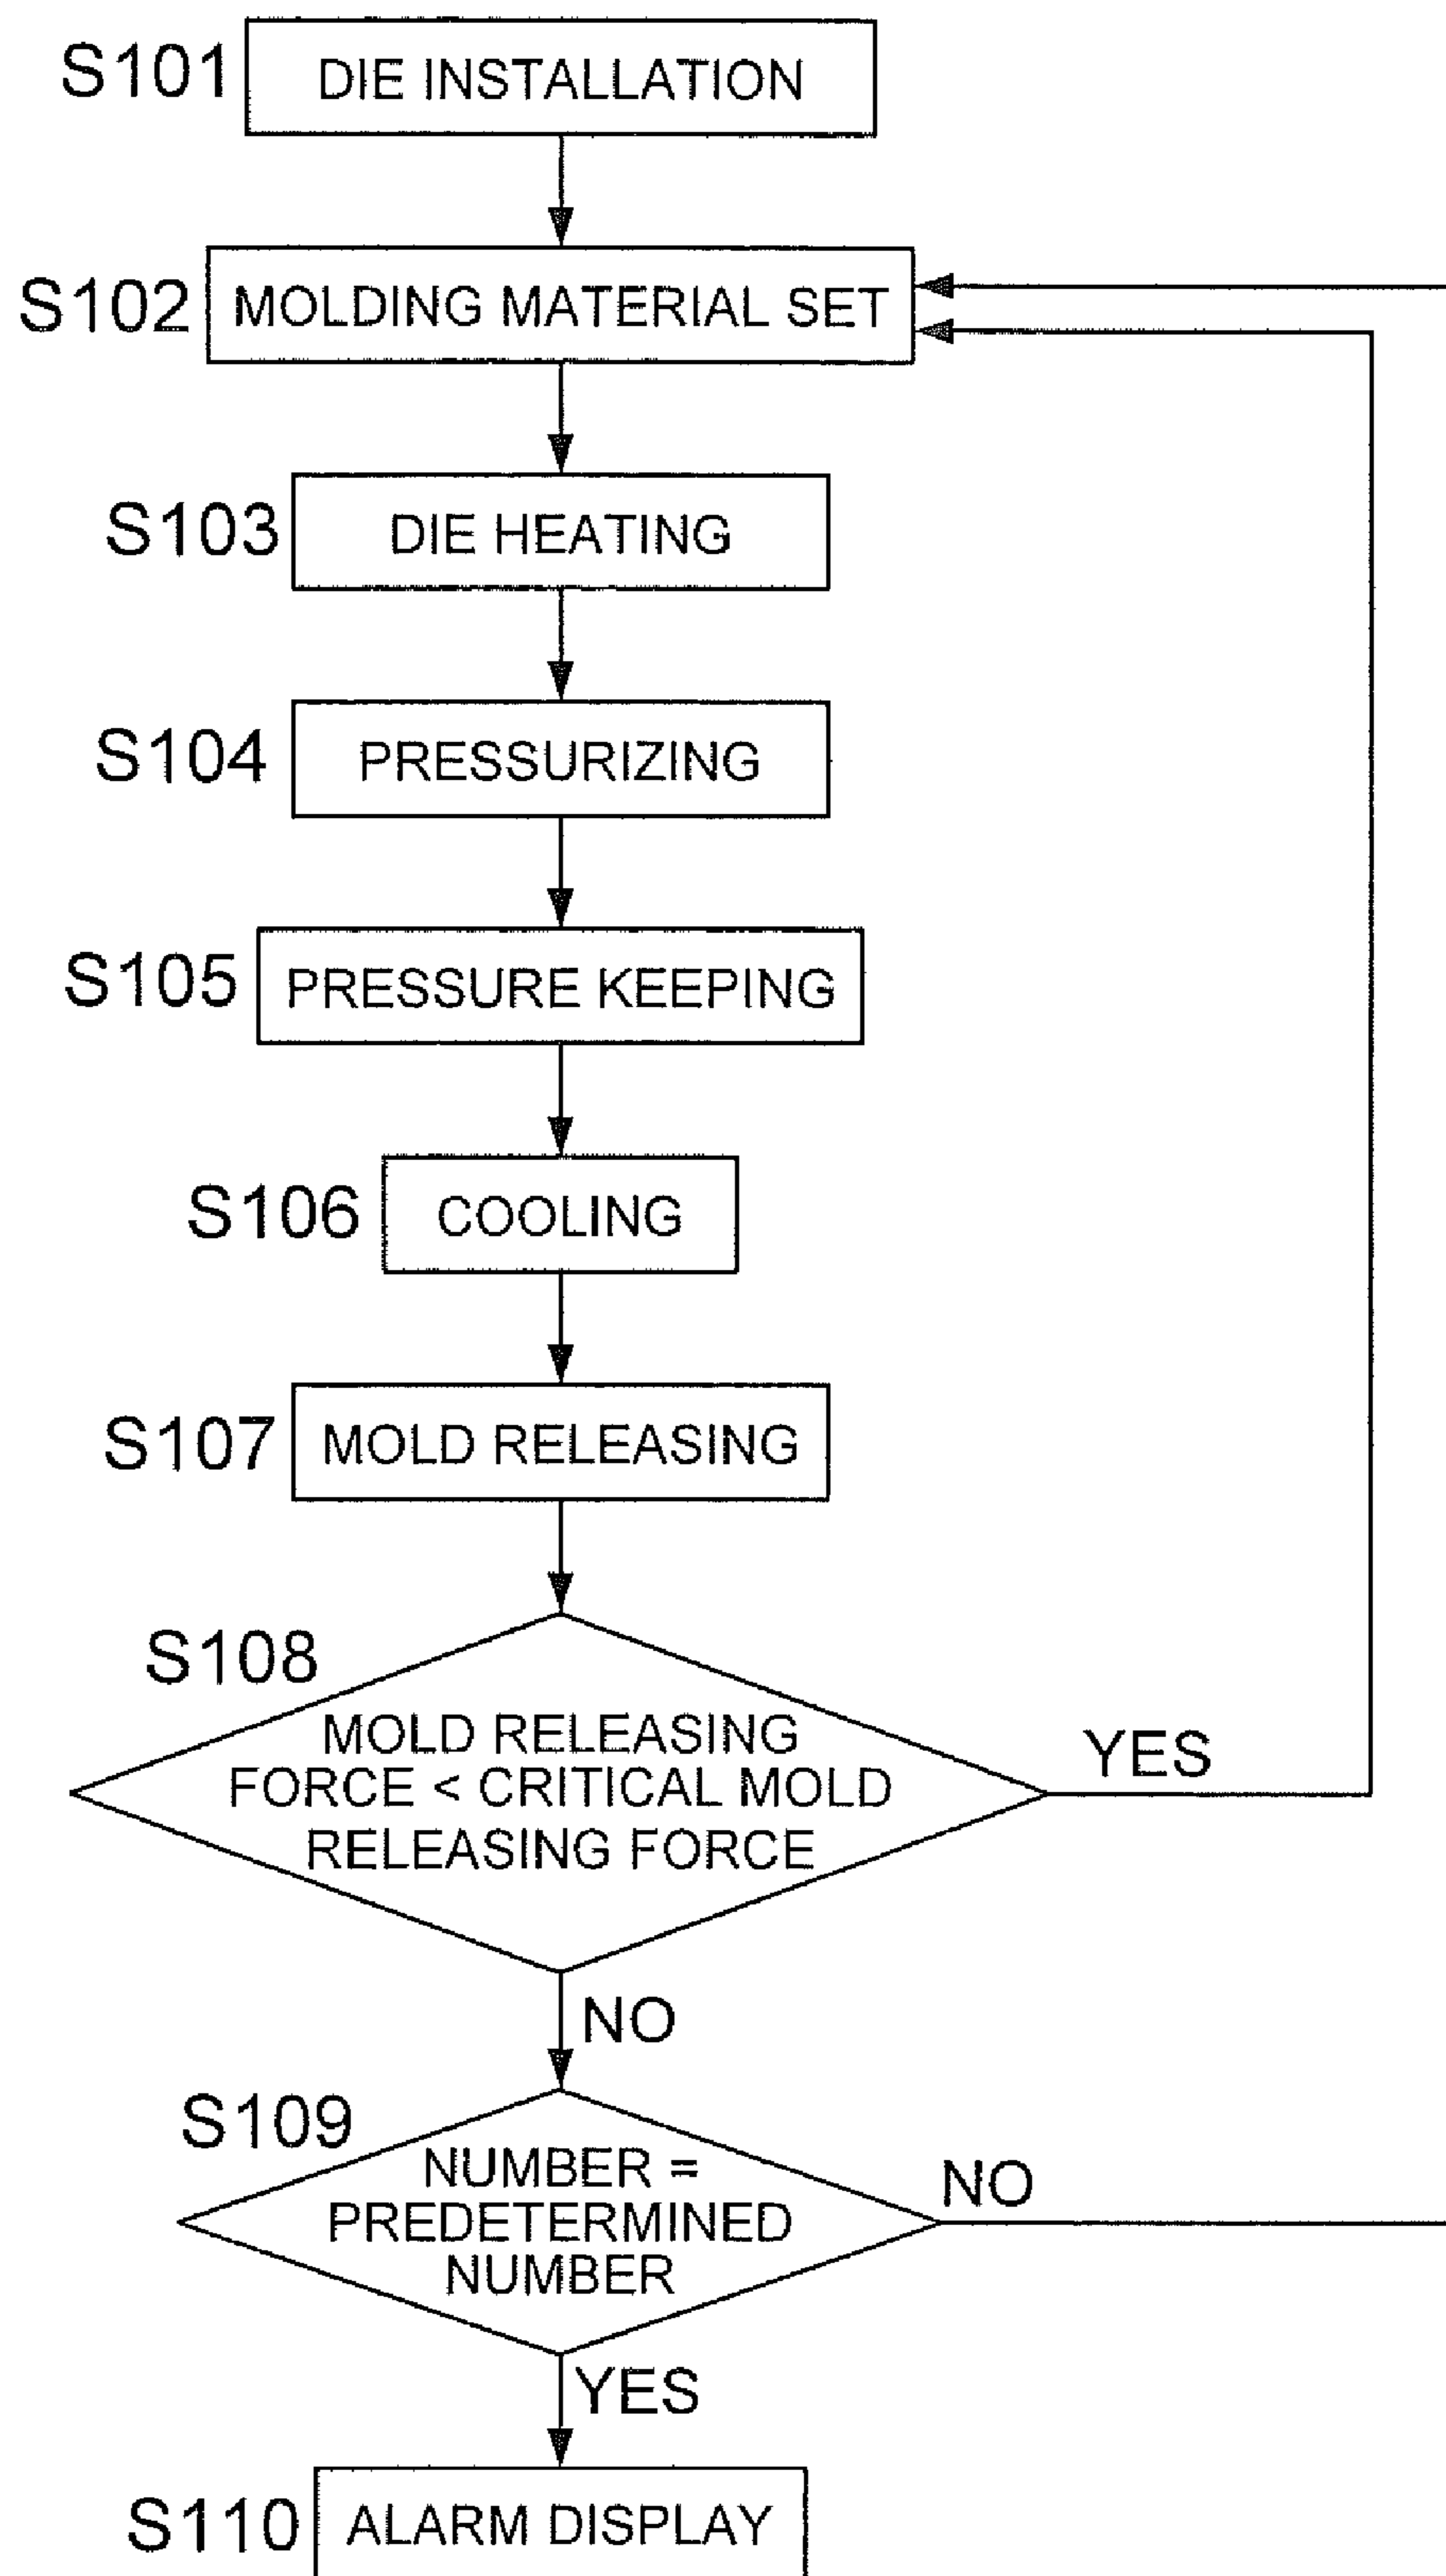 S101
DIE INSTALLATION
S102
MOLDING MATERIAL SET
S103
DIE HEATING
S104
PRESSURIZING
S105
PRESSURE KEEPING
S106
COOLING
S107
MOLD RELEASING
S108
MOLD RELEASING
FORCE < CRITICAL MOLD
RELEASING FORCE
YES
NO
S109
NUMBER =
PREDETERMINED
NUMBER
NO
YES
S110
ALARM DISPLAY